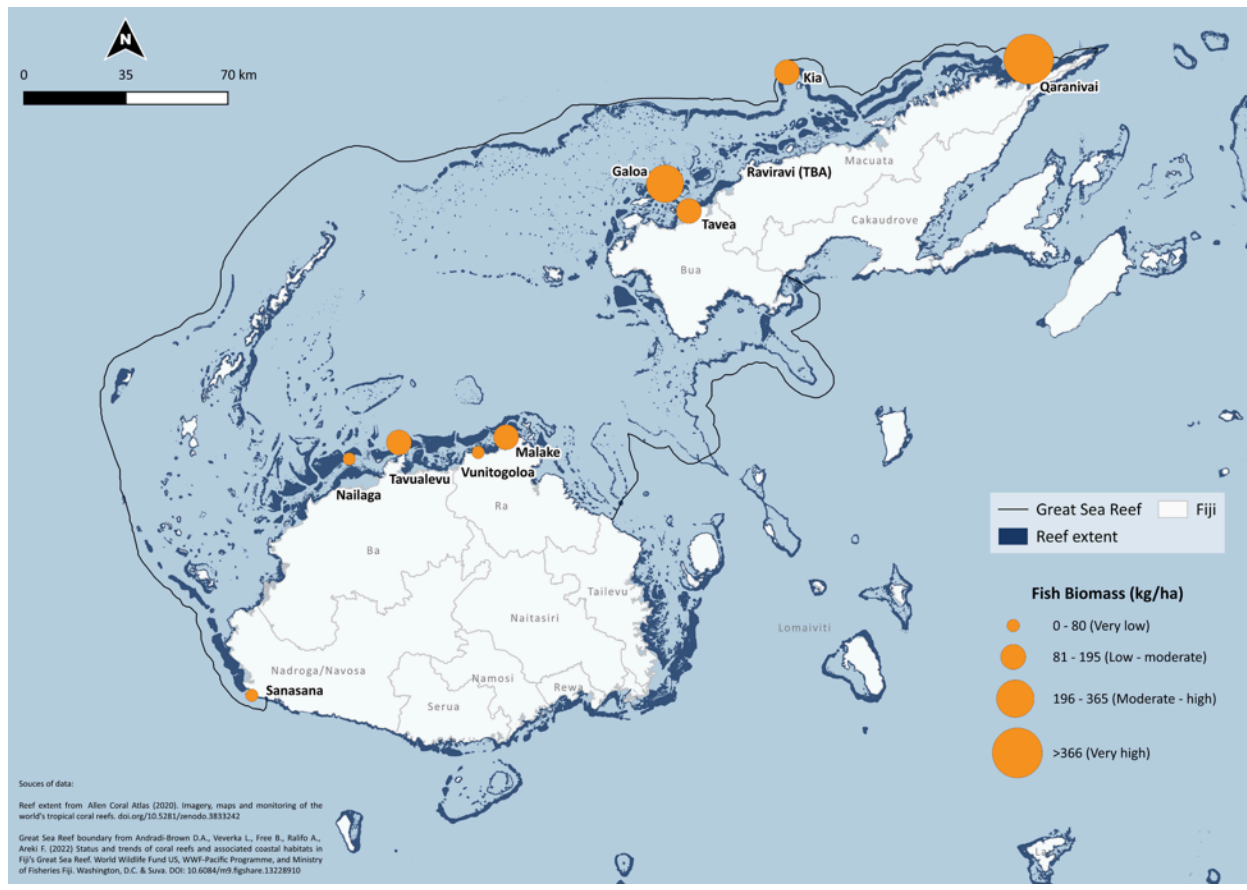 N
0 35 70 km
Kia
Qaranivai
Macuata
Galoa
Raviravi (TBA)
Tavea
Cakaudrove
Bua
Malake
Tavualevu
Vunitogoloa
Nailaga
Ra
Ba
Tailevu
Naitasiri
Lomaiviti
Nadroga/Navosa
Namosi
Rewa
Sanasana
Serua
Great Sea Reef
Fiji
Reef extent
Fish Biomass (kg/ha)
0 - 80 (Very low)
81 - 195 (Low - moderate)
196 - 365 (Moderate - high)
>366 (Very high)
Souces of data:
Reef extent from Allen Coral Atlas (2020). Imagery, maps and monitoring of the
world's tropical coral reefs. doi.org/10.5281/zenodo.3833242
Great Sea Reef boundary from Andradi-Brown D.A., Veverka L., Free B., Ralifo A.,
Areki F. (2022) Status and trends of coral reefs and associated coastal habitats in
Fiji's Great Sea Reef. World Wildlife Fund US, WWF-Pacific Programme, and Ministry
of Fisheries Fiji. Washington, D.C. & Suva. DOI: 10.6084/m9.figshare.13228910